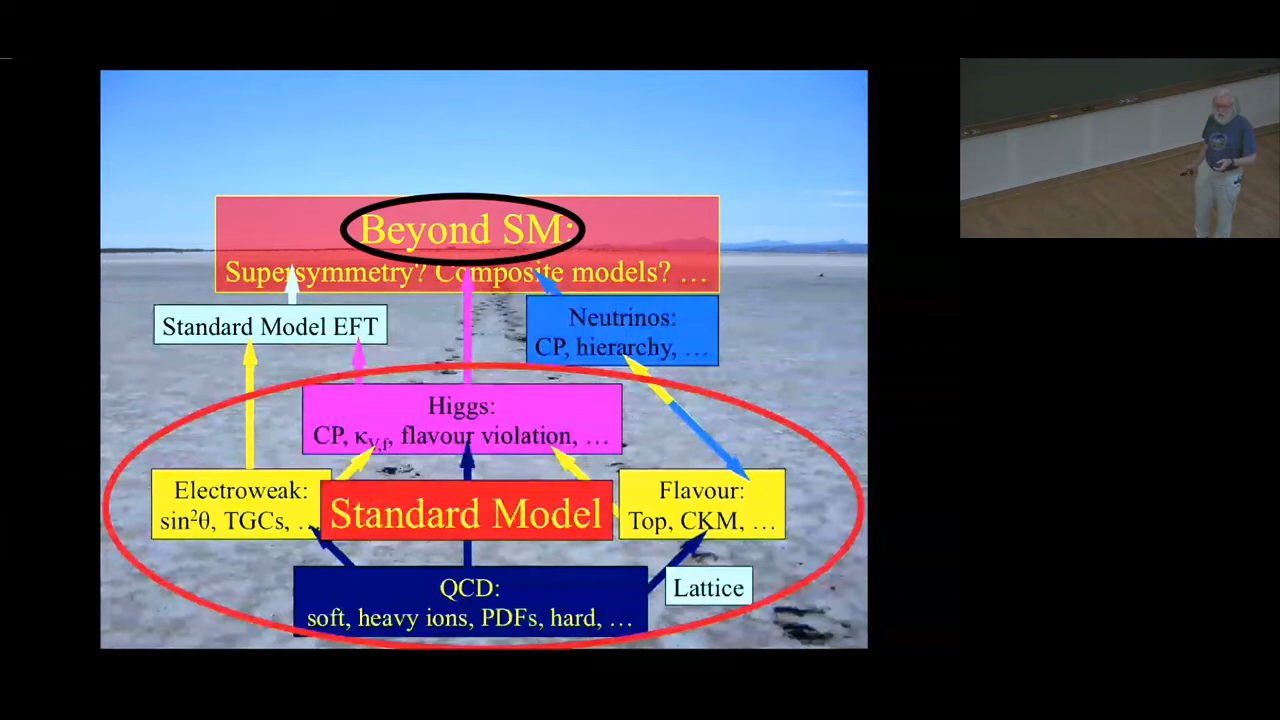 Beyond SM:
Supersymmetry? Composite models? …
Standard Model EFT
Neutrinos:
CP, hierarchy, …
Higgs:
CP, κV,f, flavour violation, …
Electroweak:
sin²θ, TGCs, …
Standard Model
Flavour:
Top, CKM, …
QCD:
soft, heavy ions, PDFs, hard, …
Lattice